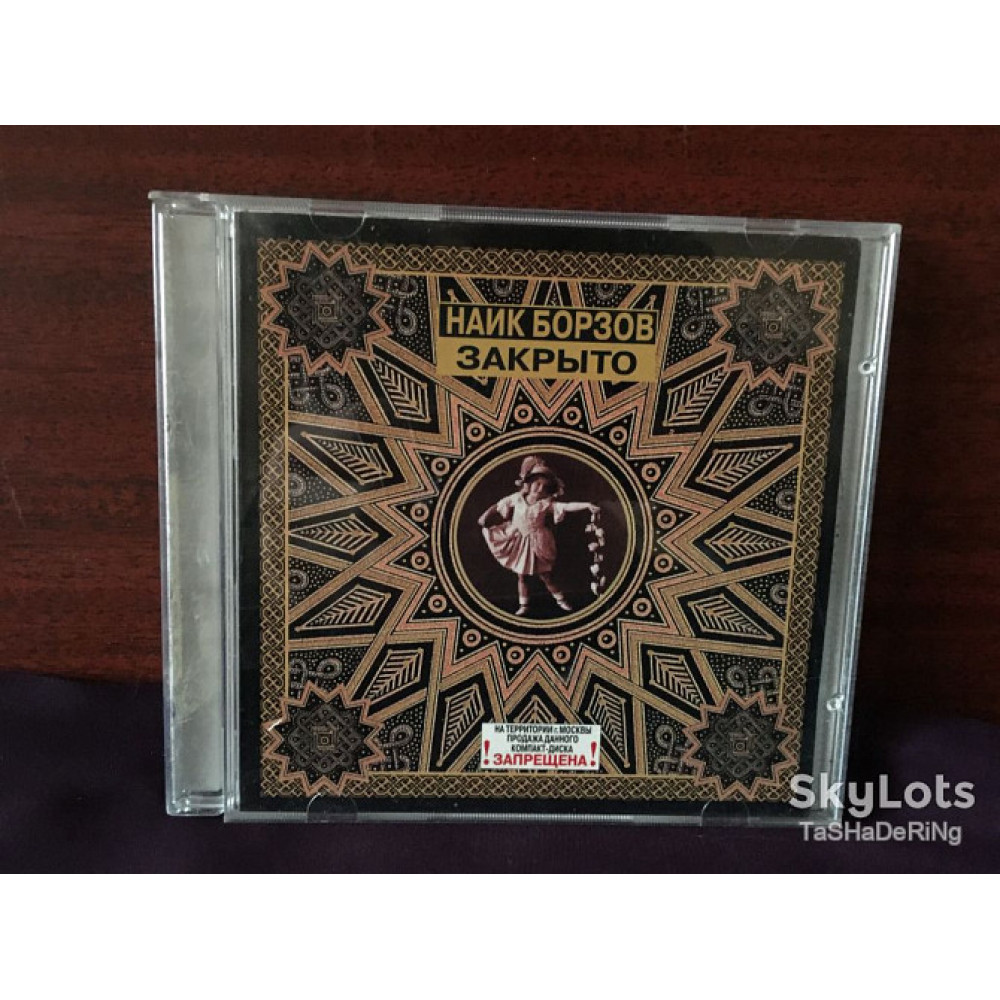 НАИК БОРЗОВ
ЗАКРЫТО
НА ТЕРРИТОРИИ г. МОСКВЫ
ПРОДАЖА ДАННОГО
КОМПАКТ-ДИСКА
! ЗАПРЕЩЕНА !
SkyLots
TaSHaDeRiNg